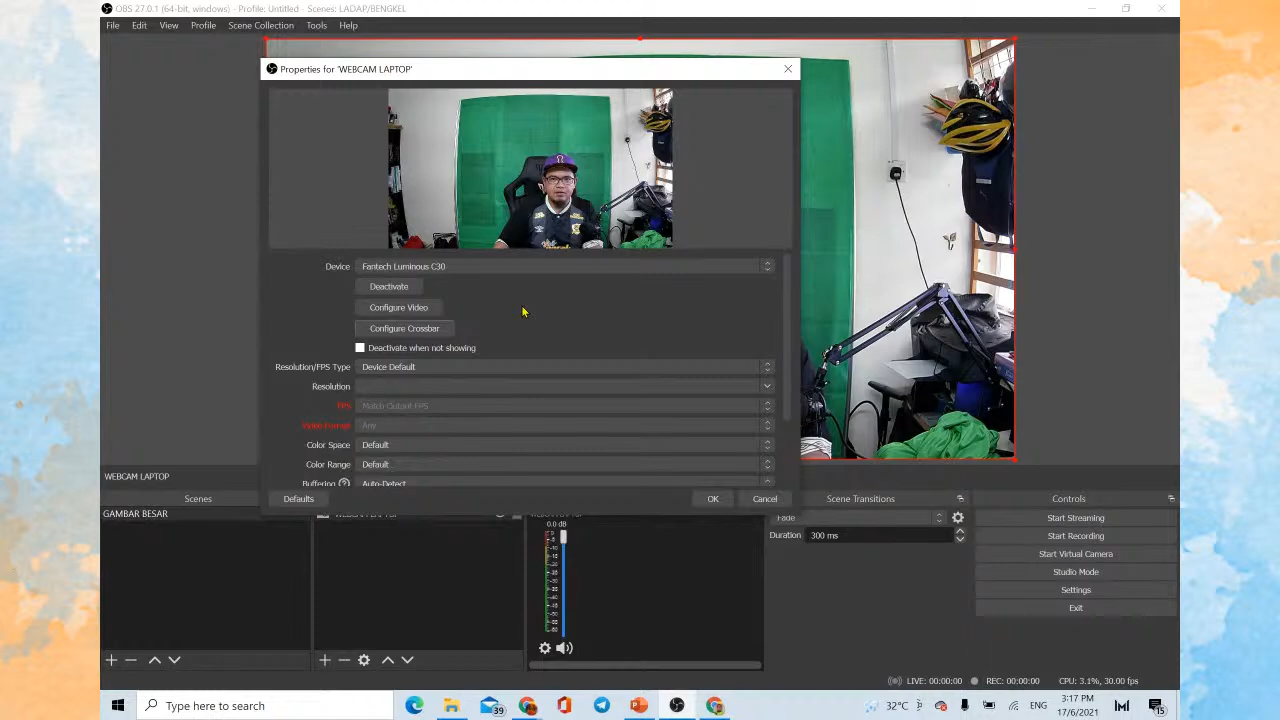 OBS 27.0.1 (64-bit, windows) - Profile: Untitled - Scenes: LADAP/BENGKEL
File Edit View Profile Scene Collection Tools Help
Properties for 'WEBCAM LAPTOP'
Device Fantech Luminous C30
Deactivate
Configure Video
Configure Crossbar
Deactivate when not showing
Resolution/FPS Type Device Default
Resolution
FPS Match Output FPS
Video Format Any
Color Space Default
Color Range Default
Buffering ? Auto-Detect
Defaults OK Cancel
WEBCAM LAPTOP
Scenes
Scene Transitions
Controls
GAMBAR BESAR
WEBCAM LAPTOP
0.0 dB
Fade
Duration 300 ms
Start Streaming
Start Recording
Start Virtual Camera
Studio Mode
Settings
Exit
LIVE: 00:00:00 REC: 00:00:00 CPU: 3.1%, 30.00 fps
Type here to search
39
32°C
ENG
3:17 PM
17/6/2021
15